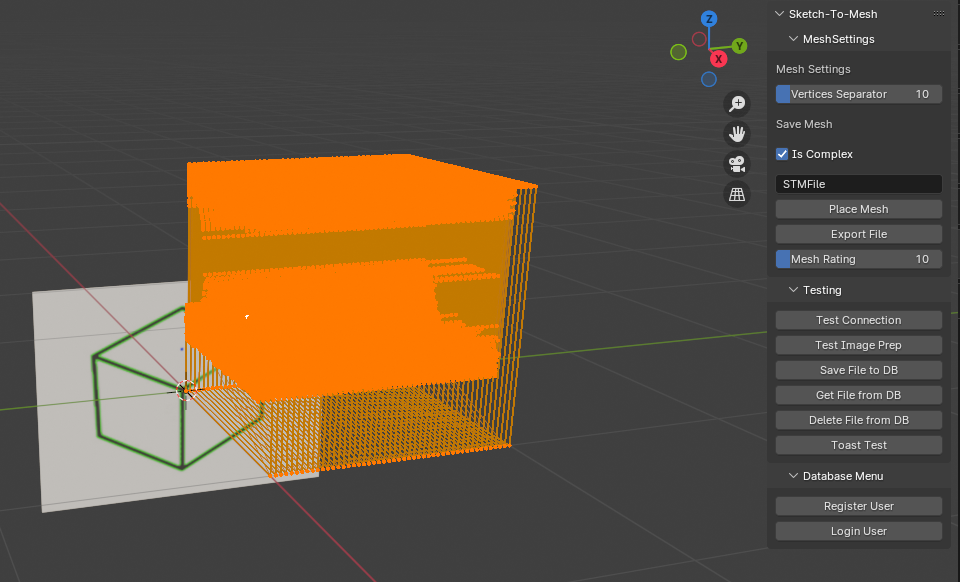 Z
Y
X
Sketch-To-Mesh
MeshSettings
Mesh Settings
Vertices Separator 10
Save Mesh
Is Complex
STMFile
Place Mesh
Export File
Mesh Rating 10
Testing
Test Connection
Test Image Prep
Save File to DB
Get File from DB
Delete File from DB
Toast Test
Database Menu
Register User
Login User